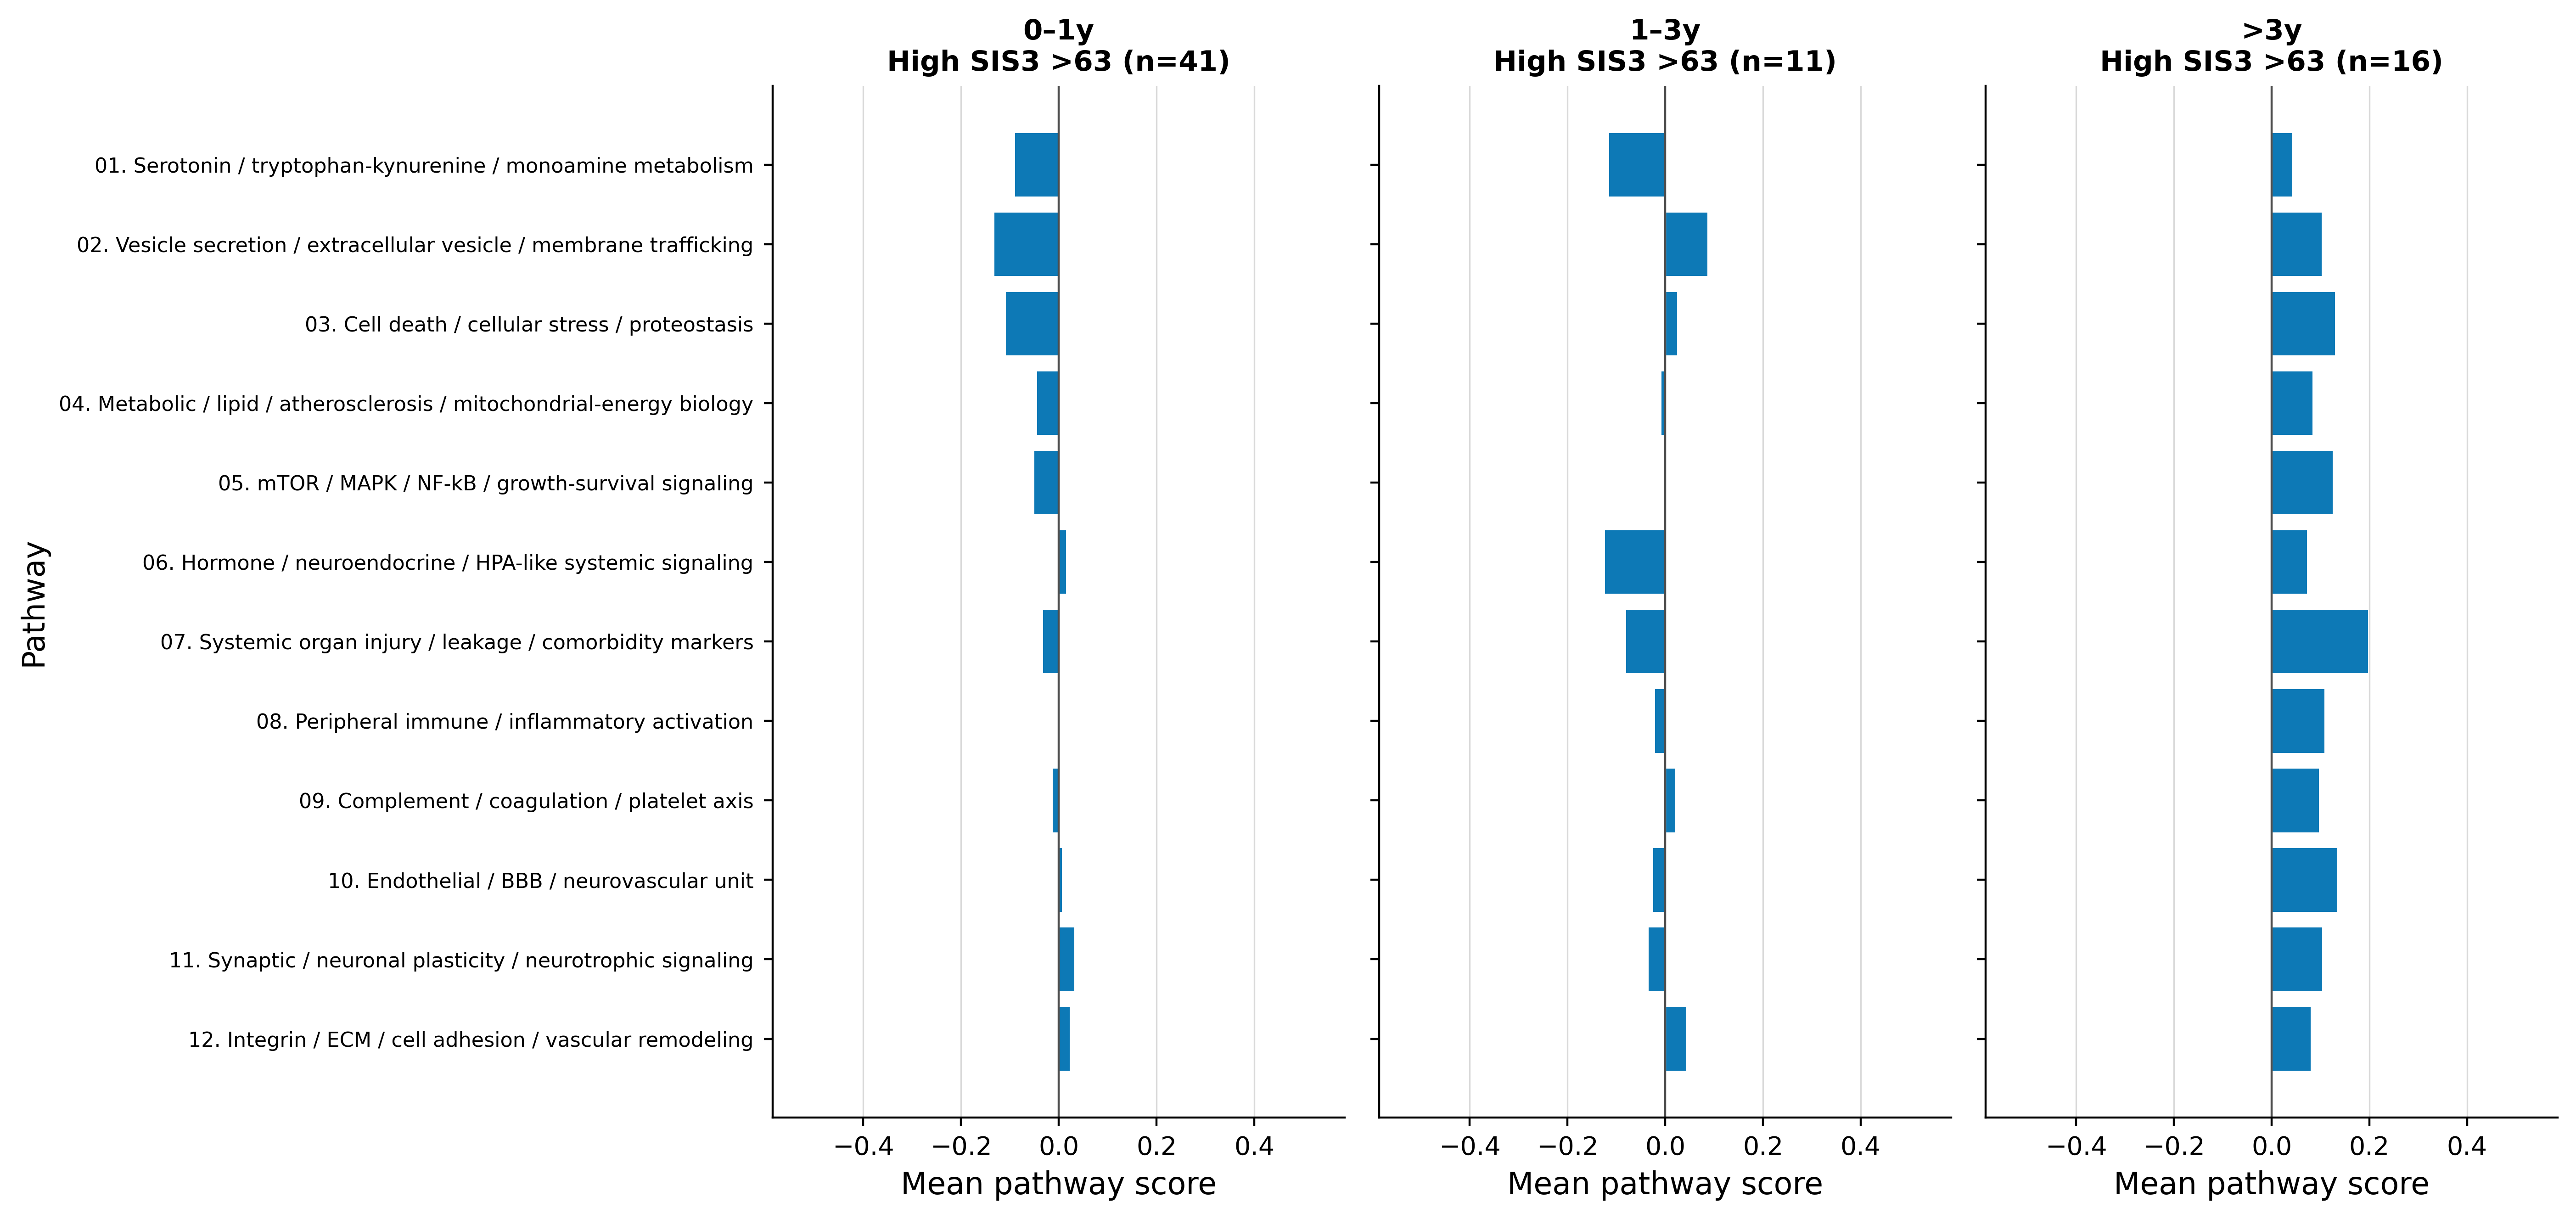 0–1y
High SIS3 >63 (n=41)
1–3y
High SIS3 >63 (n=11)
>3y
High SIS3 >63 (n=16)
Pathway
01. Serotonin / tryptophan-kynurenine / monoamine metabolism
02. Vesicle secretion / extracellular vesicle / membrane trafficking
03. Cell death / cellular stress / proteostasis
04. Metabolic / lipid / atherosclerosis / mitochondrial-energy biology
05. mTOR / MAPK / NF-kB / growth-survival signaling
06. Hormone / neuroendocrine / HPA-like systemic signaling
07. Systemic organ injury / leakage / comorbidity markers
08. Peripheral immune / inflammatory activation
09. Complement / coagulation / platelet axis
10. Endothelial / BBB / neurovascular unit
11. Synaptic / neuronal plasticity / neurotrophic signaling
12. Integrin / ECM / cell adhesion / vascular remodeling
−0.4 −0.2 0.0 0.2 0.4
Mean pathway score
−0.4 −0.2 0.0 0.2 0.4
Mean pathway score
−0.4 −0.2 0.0 0.2 0.4
Mean pathway score